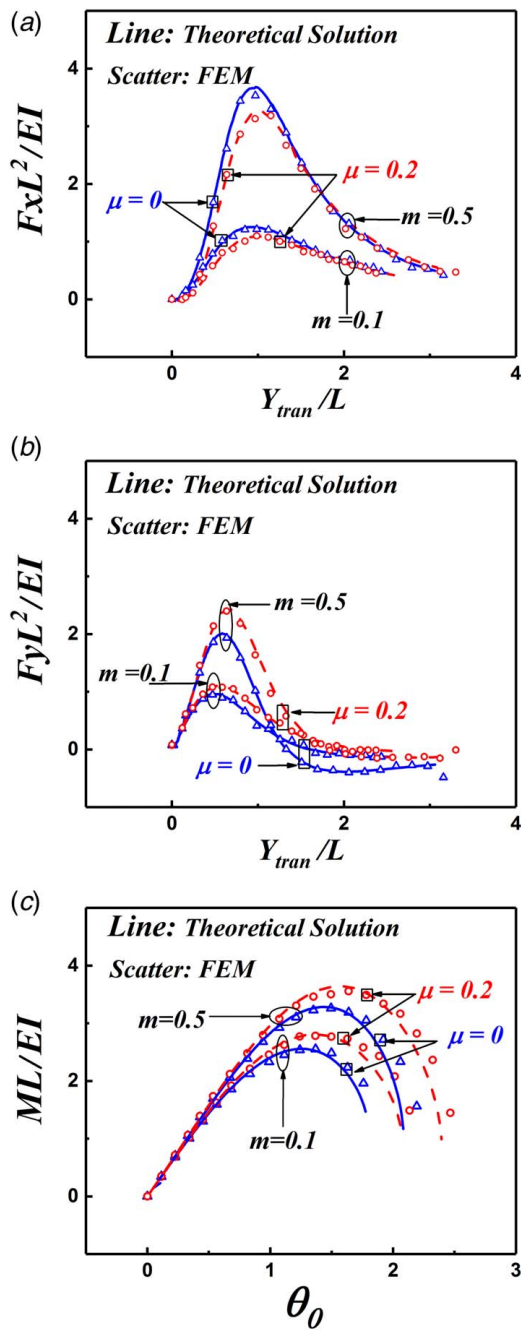 (a)
Line: Theoretical Solution
Scatter: FEM
4
μ = 0.2
μ = 0
2
m =0.5
0
m =0.1
0 2 4
FxL²/EI
Y_tran /L
(b)
Line: Theoretical Solution
Scatter: FEM
4
m =0.5
2
m =0.1
μ = 0.2
0
μ = 0
0 2 4
FyL²/EI
Y_tran /L
(c)
Line: Theoretical Solution
Scatter: FEM
4
μ = 0.2
m=0.5
μ = 0
2
m=0.1
0
0 1 2 3
ML/EI
θ₀